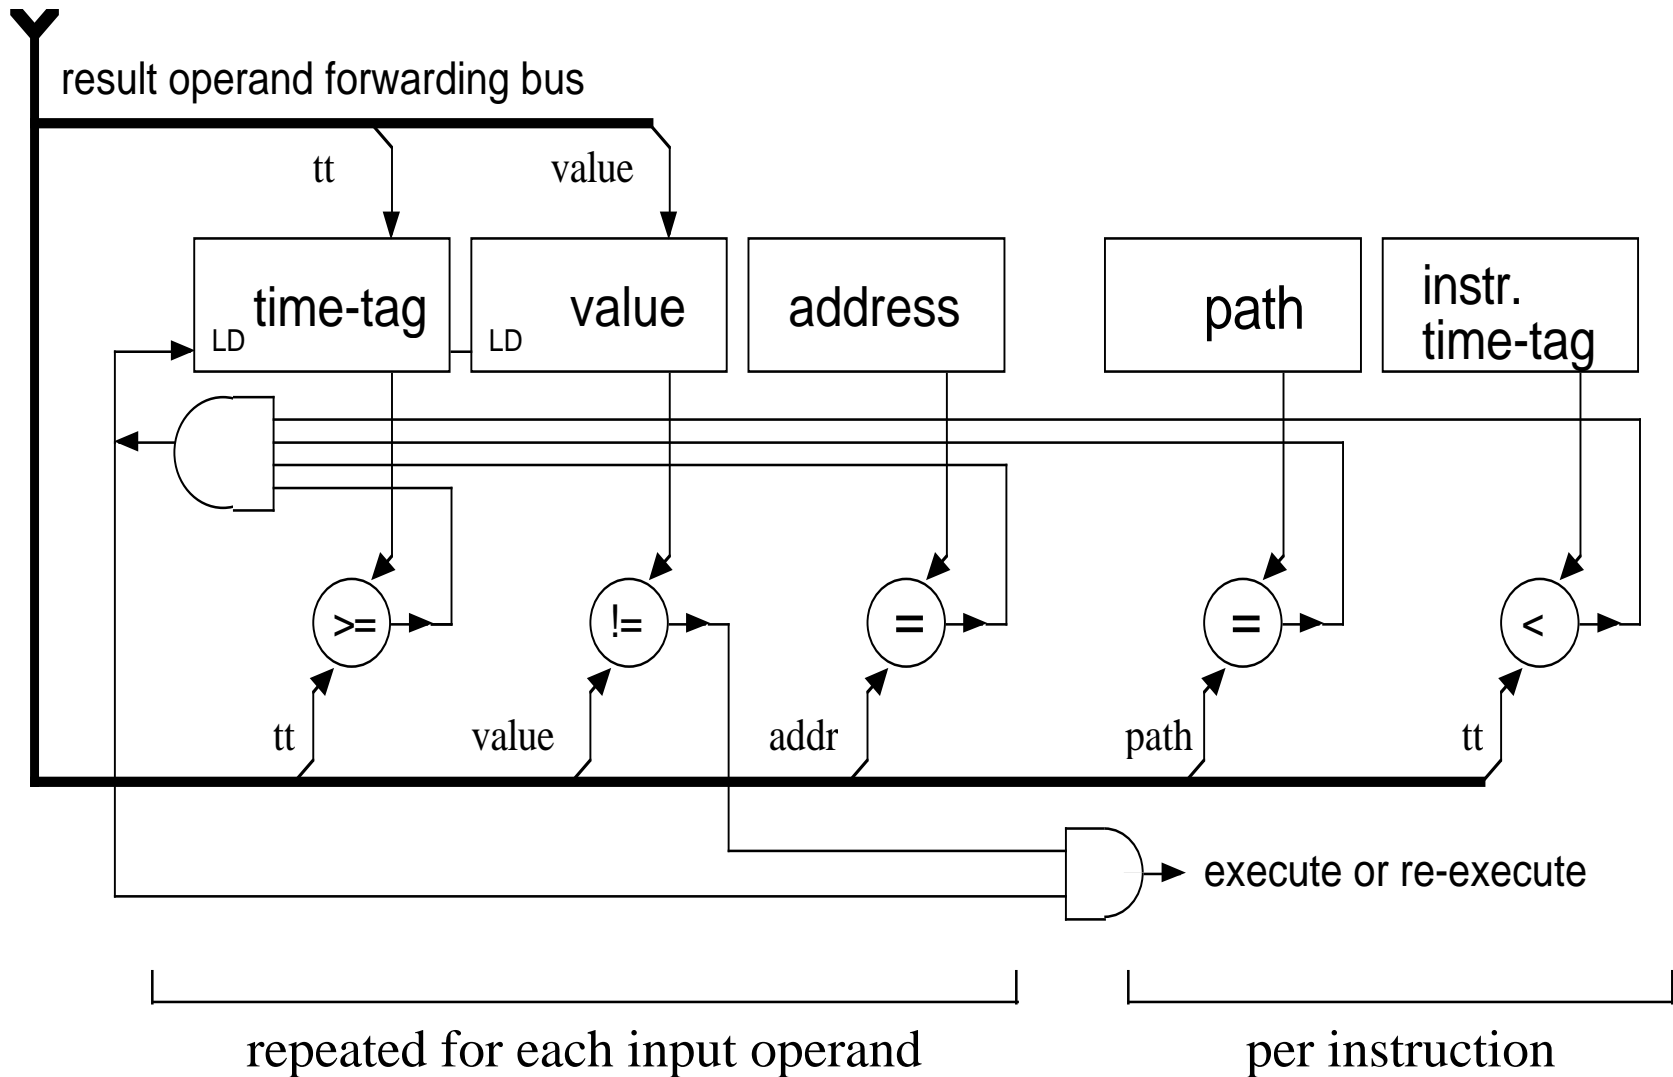 result operand forwarding bus
tt
value
time-tag
LD
value
LD
address
path
instr.
time-tag
>=
!=
=
=
<
tt
value
addr
path
tt
execute or re-execute
repeated for each input operand
per instruction